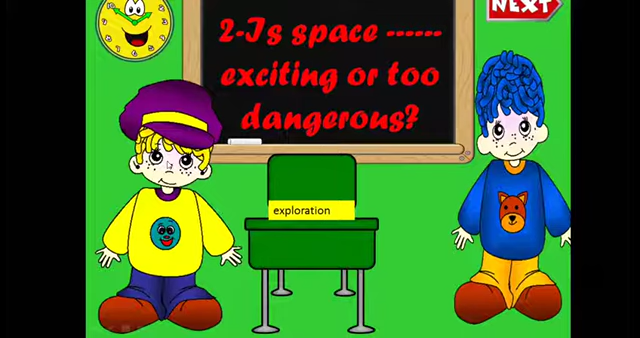 NEXT
2-Is space ------
exciting or too
dangerous?
exploration